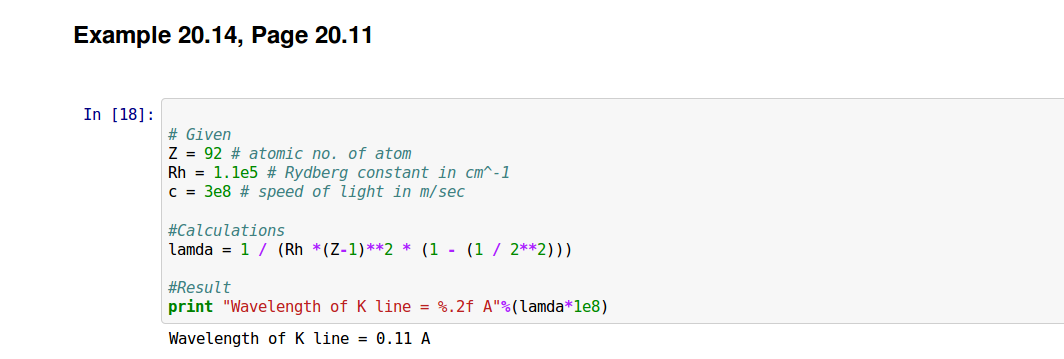 Example 20.14, Page 20.11
In [18]:
# Given
Z = 92 # atomic no. of atom
Rh = 1.1e5 # Rydberg constant in cm^-1
c = 3e8 # speed of light in m/sec
#Calculations
lamda = 1 / (Rh *(Z-1)**2 * (1 - (1 / 2**2)))
#Result
print "Wavelength of K line = %.2f A"%(lamda*1e8)
Wavelength of K line = 0.11 A